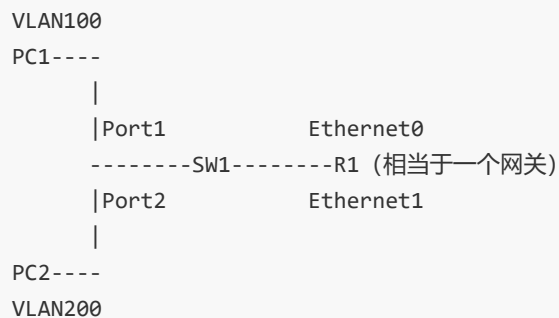 VLAN100
PC1----
      |
      |Port1           Ethernet0
      --------SW1--------R1 (相当于一个网关)
      |Port2           Ethernet1
      |
PC2----
VLAN200